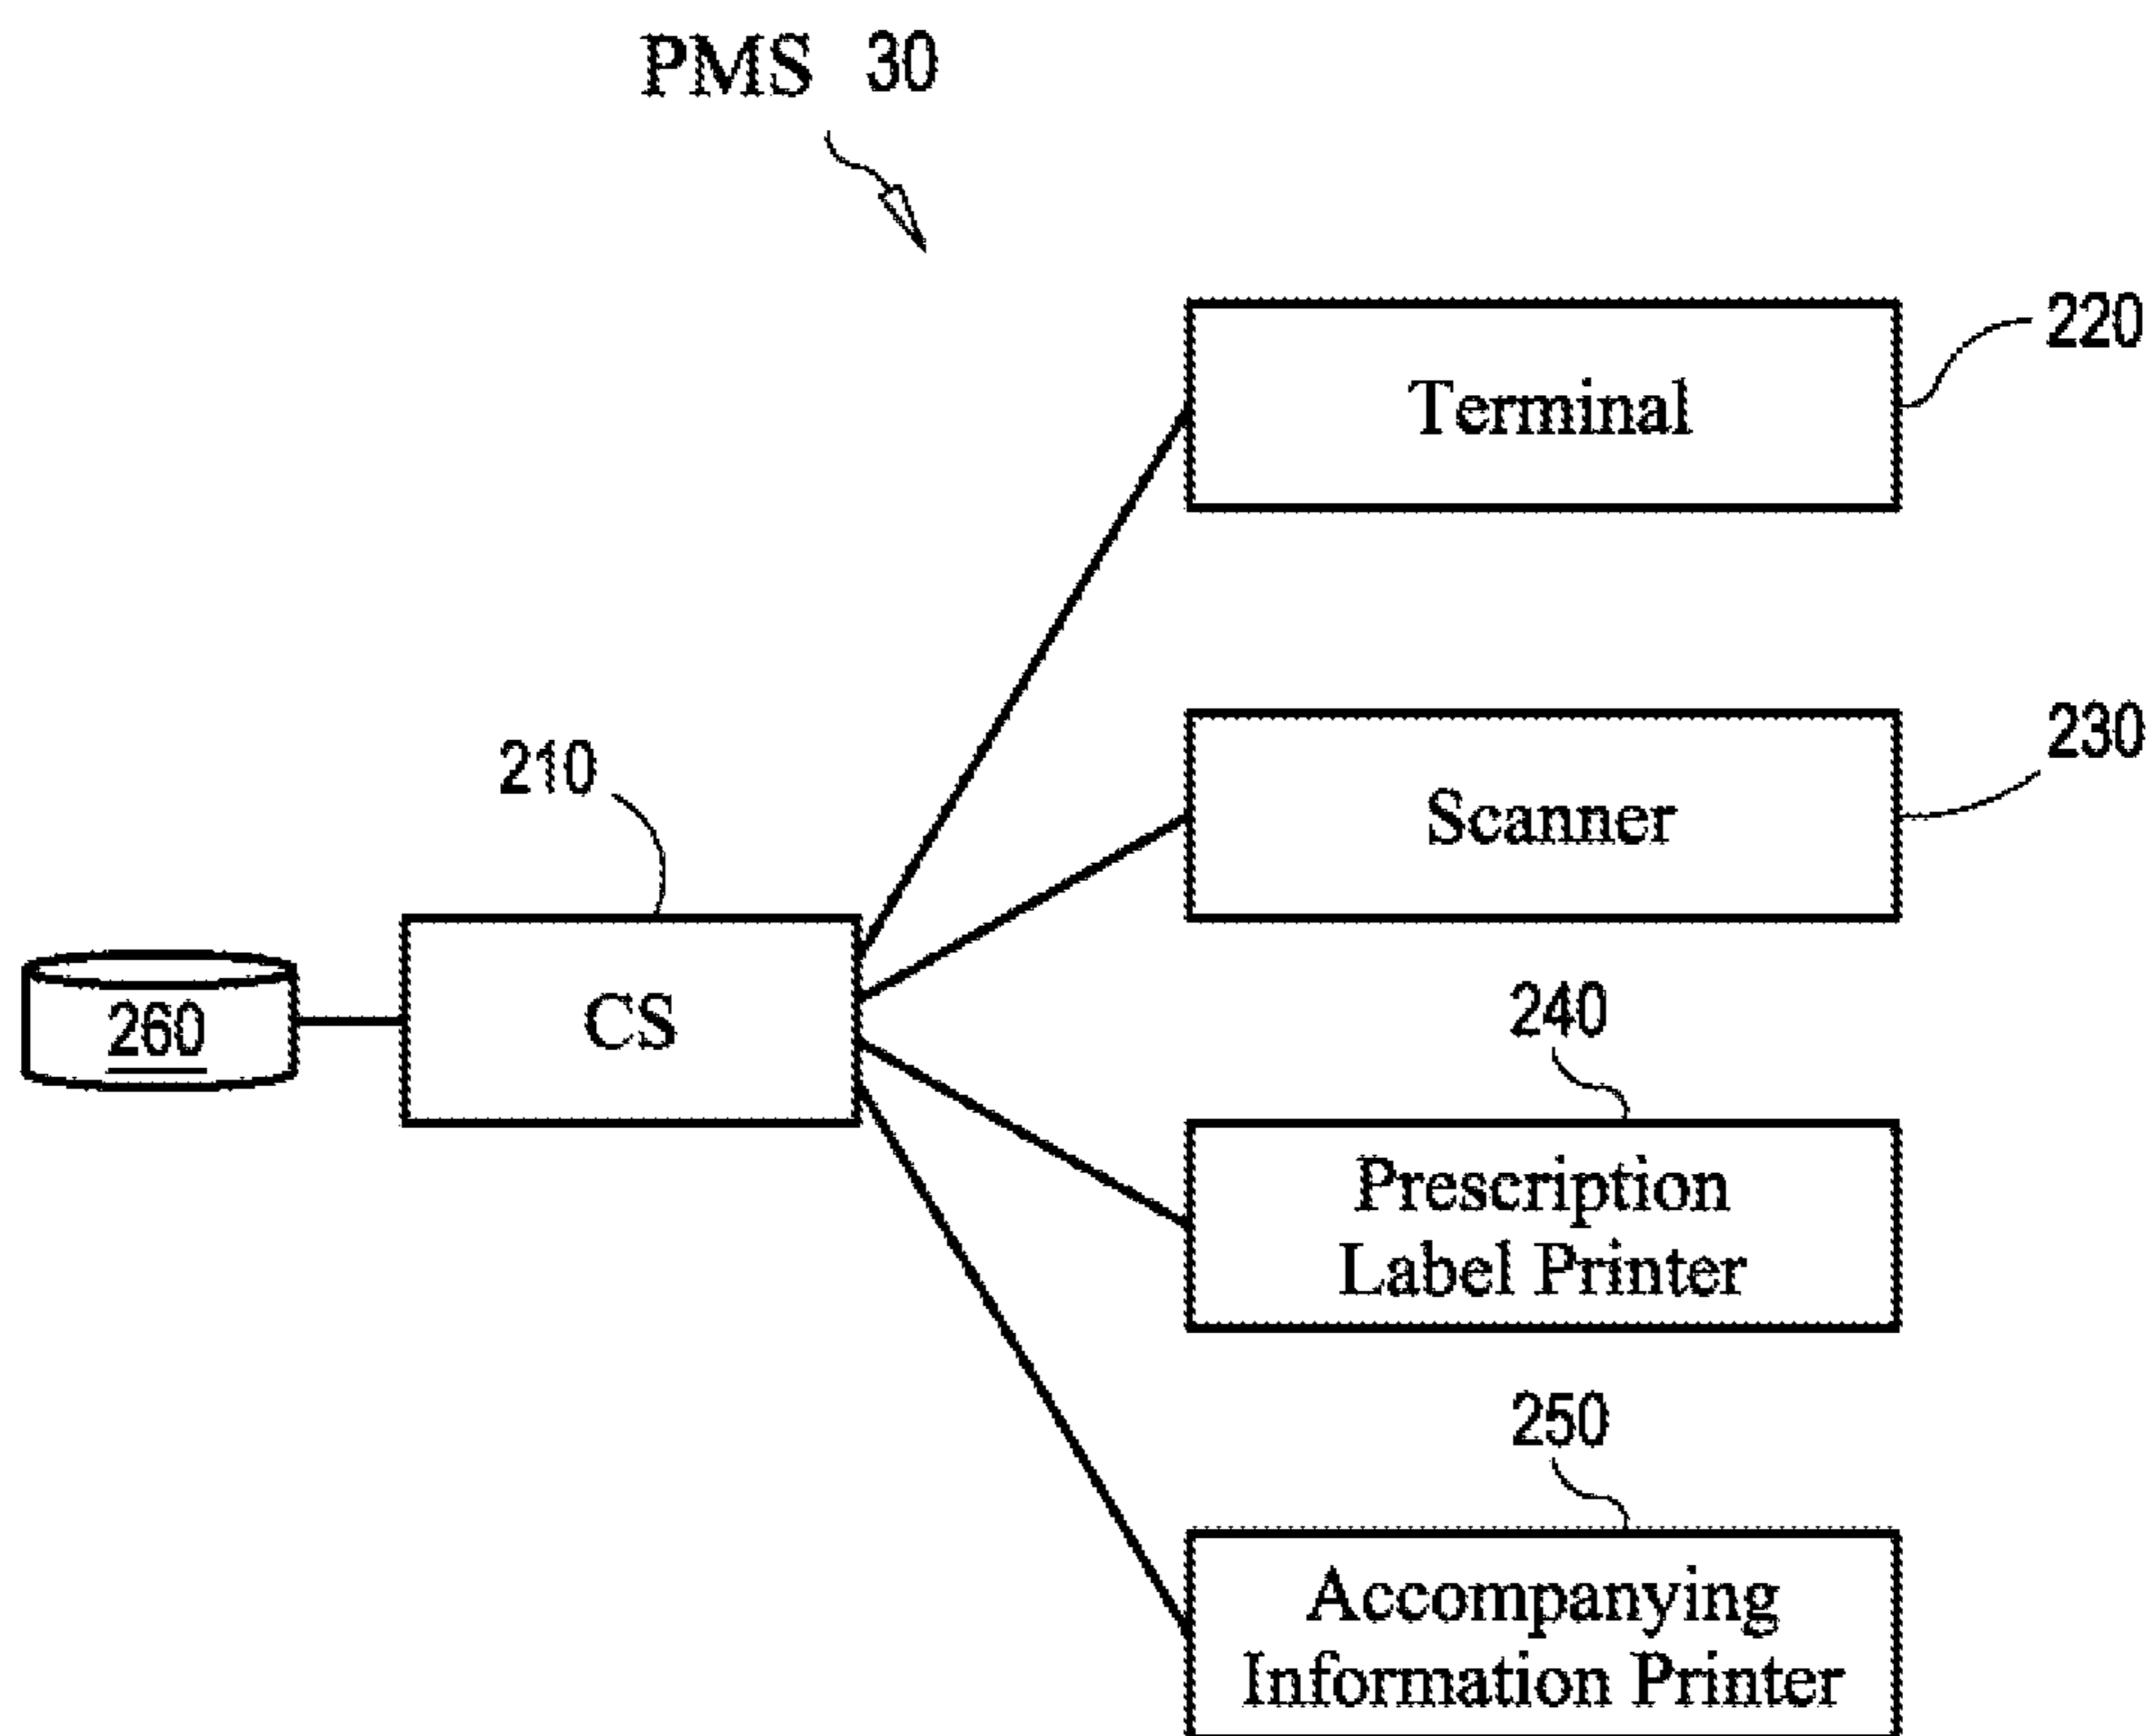 PMS 30
220
Terminal
230
Scanner
210
CS
260
240
Prescription
Label Printer
250
Accompanying
Information Printer